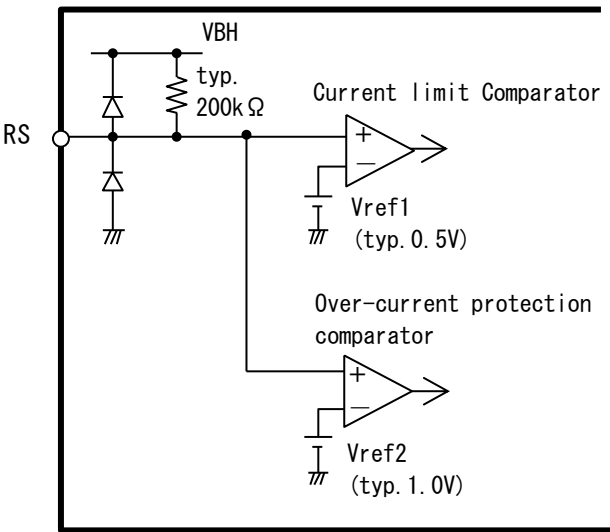 VBH
typ.
200kΩ
RS
Current limit Comparator
+
−
Vref1
(typ.0.5V)
Over-current protection
comparator
+
−
Vref2
(typ.1.0V)